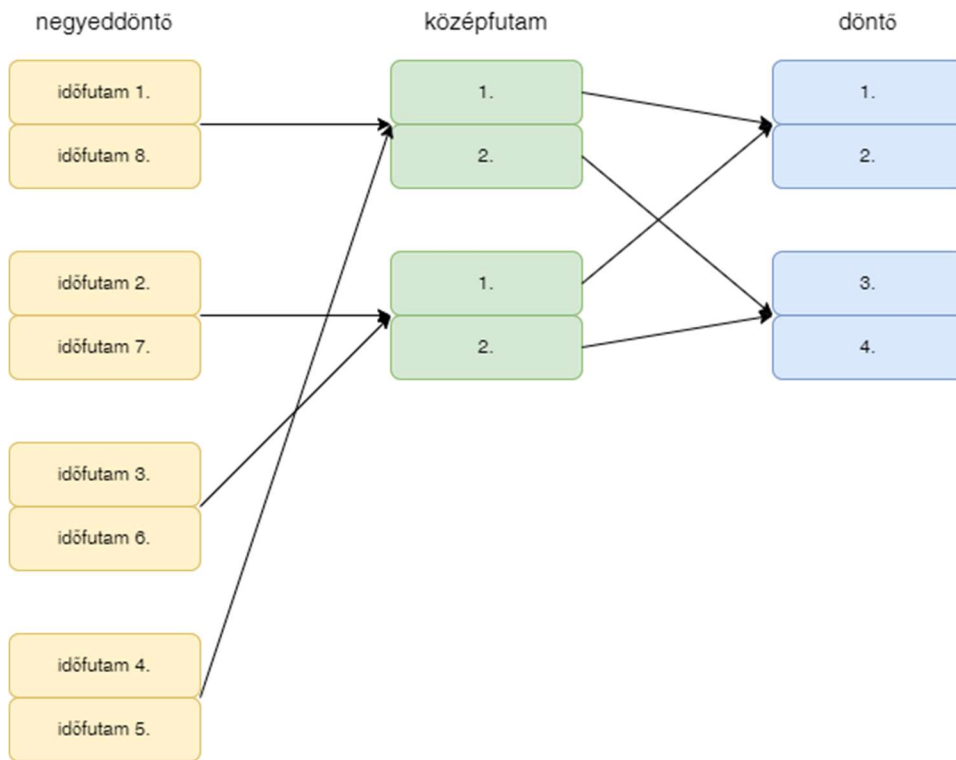 negyeddöntő
középfutam
döntő
időfutam 1.
időfutam 8.
időfutam 2.
időfutam 7.
időfutam 3.
időfutam 6.
időfutam 4.
időfutam 5.
1.
2.
1.
2.
1.
2.
3.
4.